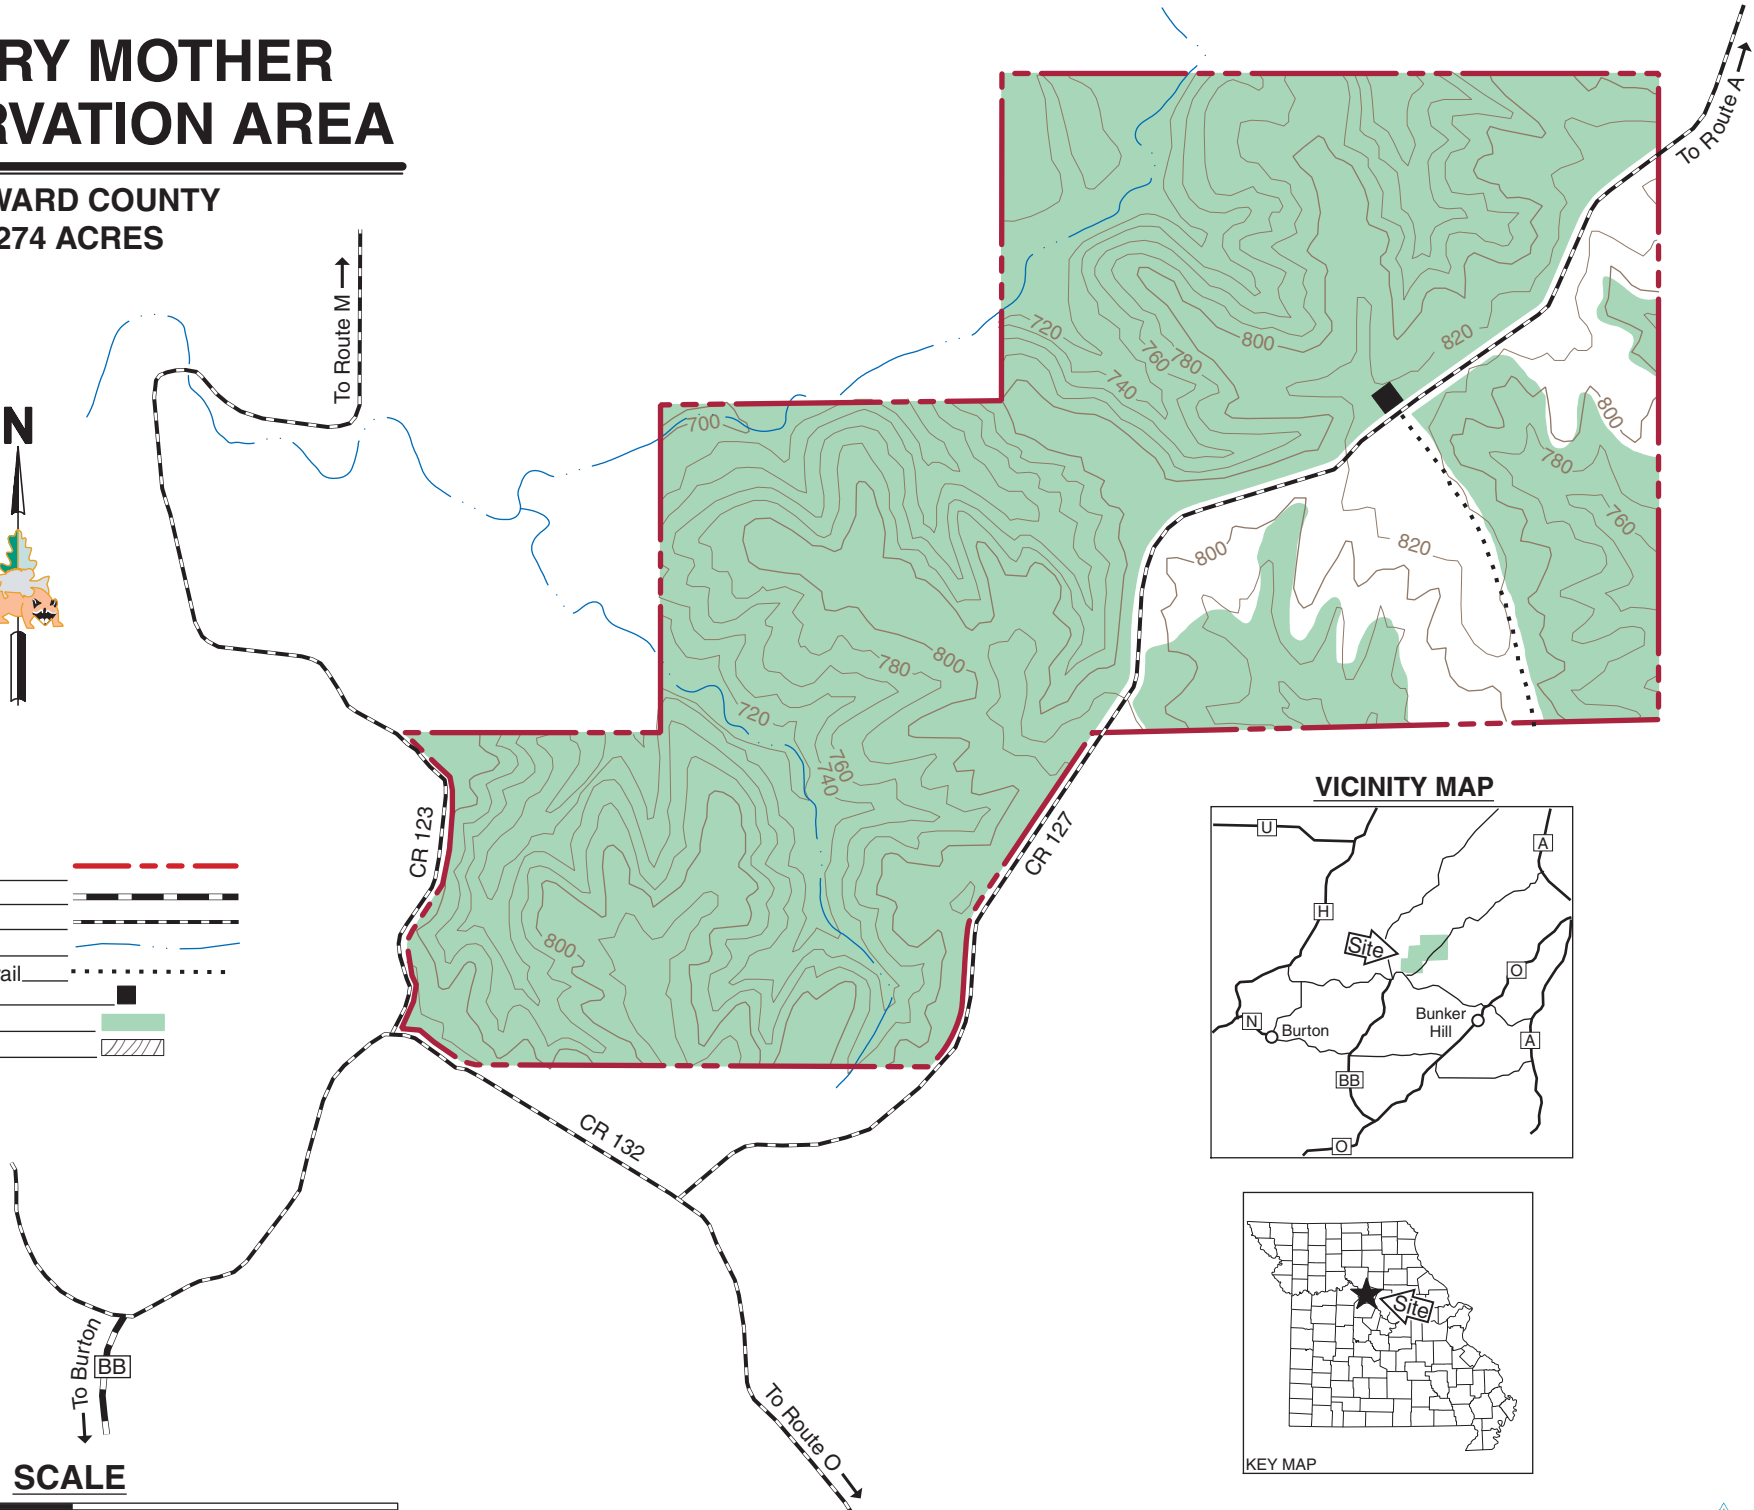 RY MOTHER
RVATION AREA
WARD COUNTY
274 ACRES
To Route M
To Route A
N
720
760
780
740
800
820
700
800
780
760
800
820
780
800
720
760
740
800
CR 123
CR 127
CR 132
ail
To Burton
BB
To Route O
SCALE
VICINITY MAP
U
A
H
Site
O
N
Burton
Bunker
Hill
A
BB
O
Site
KEY MAP